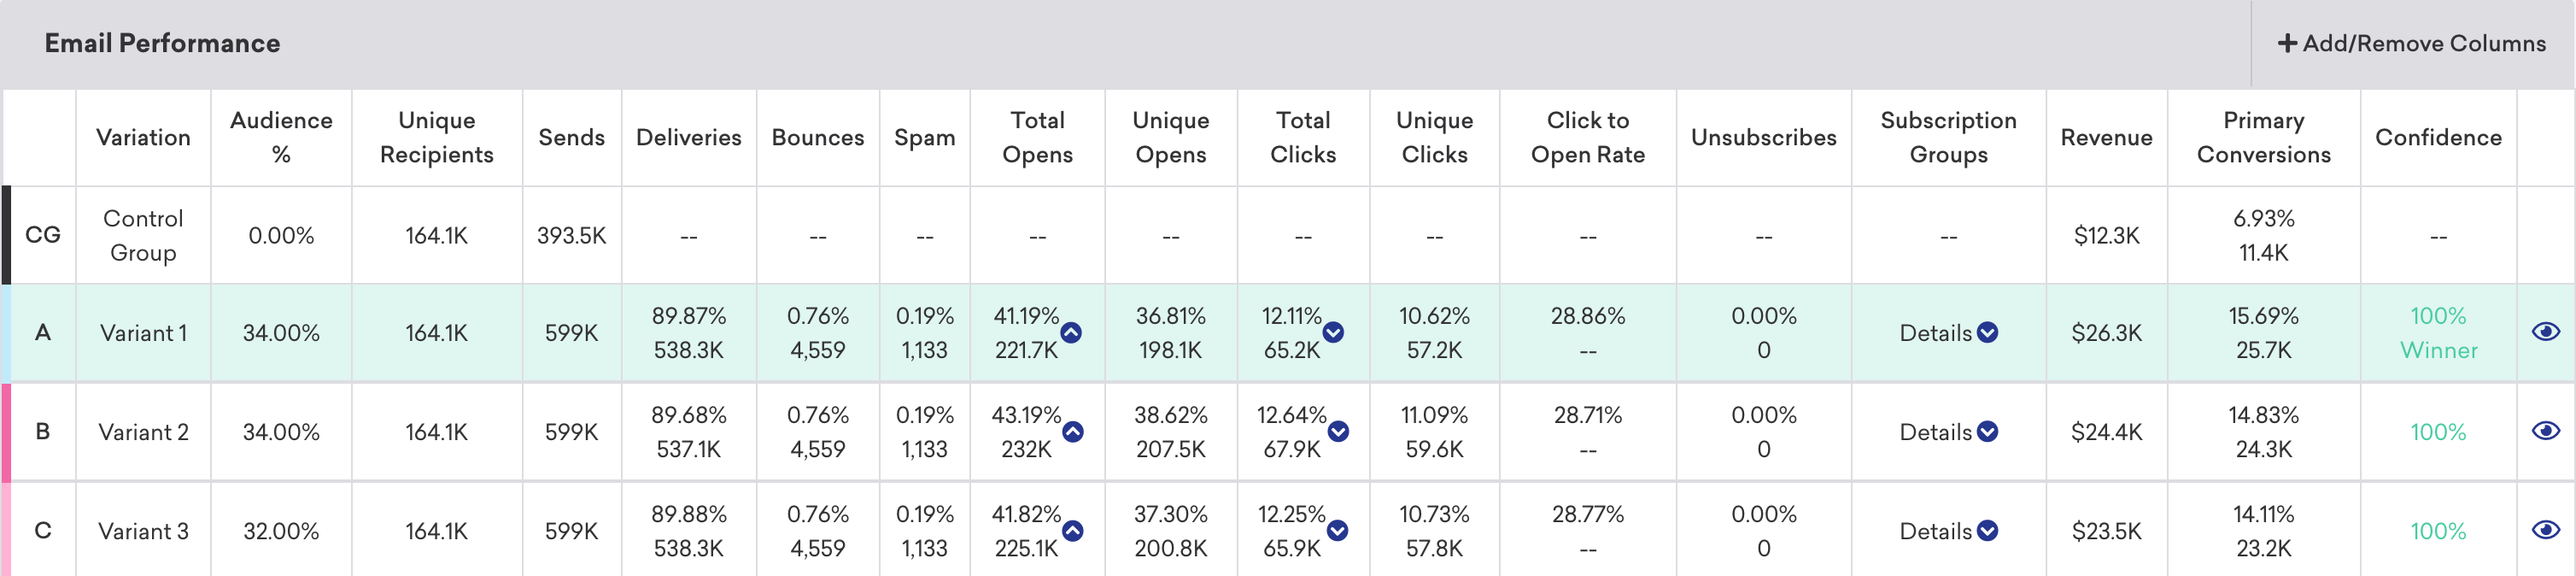 Email Performance
+ Add/Remove Columns
Variation
Audience %
Unique Recipients
Sends
Deliveries
Bounces
Spam
Total Opens
Unique Opens
Total Clicks
Unique Clicks
Click to Open Rate
Unsubscribes
Subscription Groups
Revenue
Primary Conversions
Confidence
CG
Control Group
0.00%
164.1K
393.5K
--
--
--
--
--
--
--
--
--
--
$12.3K
6.93%
11.4K
--
A
Variant 1
34.00%
164.1K
599K
89.87%
538.3K
0.76%
4,559
0.19%
1,133
41.19%
221.7K
36.81%
198.1K
12.11%
65.2K
10.62%
57.2K
28.86%
--
0.00%
0
Details
$26.3K
15.69%
25.7K
100%
Winner
B
Variant 2
34.00%
164.1K
599K
89.68%
537.1K
0.76%
4,559
0.19%
1,133
43.19%
232K
38.62%
207.5K
12.64%
67.9K
11.09%
59.6K
28.71%
--
0.00%
0
Details
$24.4K
14.83%
24.3K
100%
C
Variant 3
32.00%
164.1K
599K
89.88%
538.3K
0.76%
4,559
0.19%
1,133
41.82%
225.1K
37.30%
200.8K
12.25%
65.9K
10.73%
57.8K
28.77%
--
0.00%
0
Details
$23.5K
14.11%
23.2K
100%